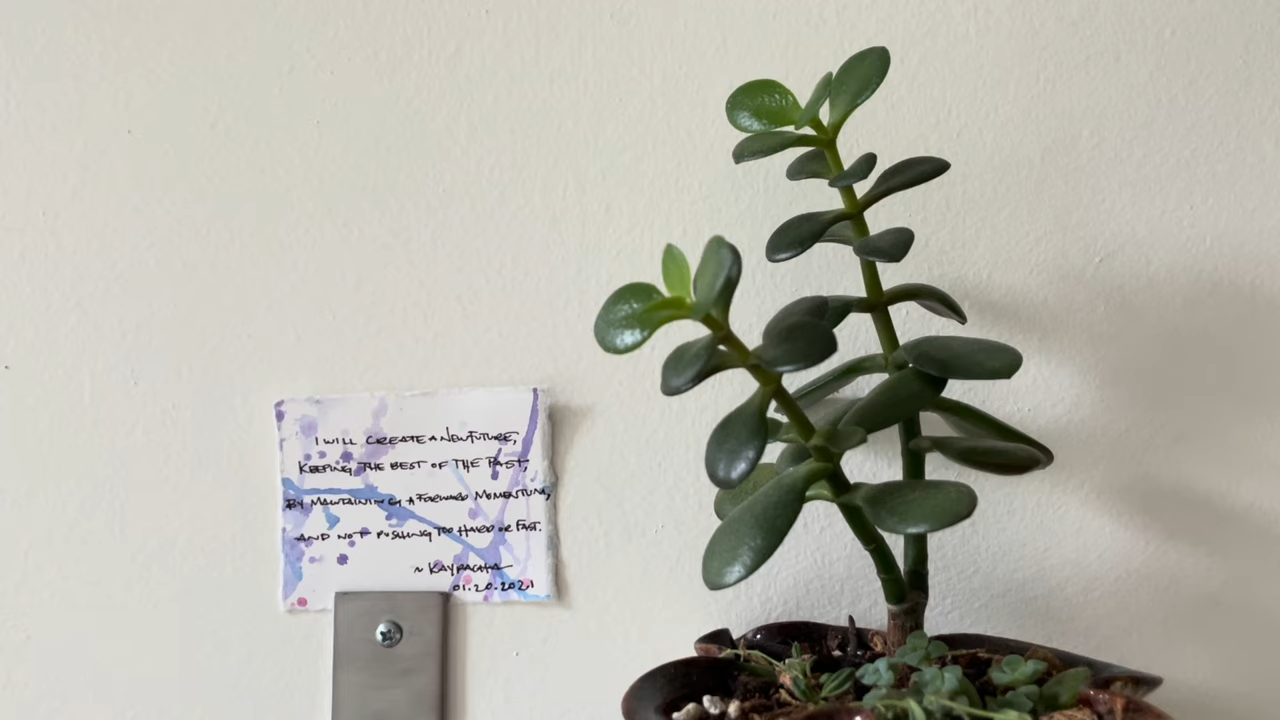 I WILL CREATE A NEW FUTURE,
KEEPING THE BEST OF THE PAST,
BY MAINTAINING A FORWARD MOMENTUM,
AND NOT PUSHING TOO HARD OR FAST.
~ KAYRACHA
01.20.2021